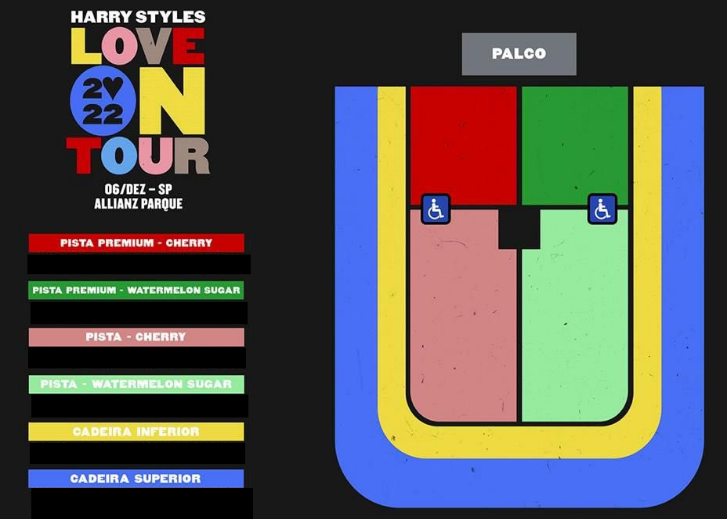 HARRY STYLES
LOVE
2♥22
ON
TOUR
06/DEZ – SP
ALLIANZ PARQUE
PISTA PREMIUM - CHERRY
PISTA PREMIUM - WATERMELON SUGAR
PISTA - CHERRY
PISTA - WATERMELON SUGAR
CADEIRA INFERIOR
CADEIRA SUPERIOR
PALCO